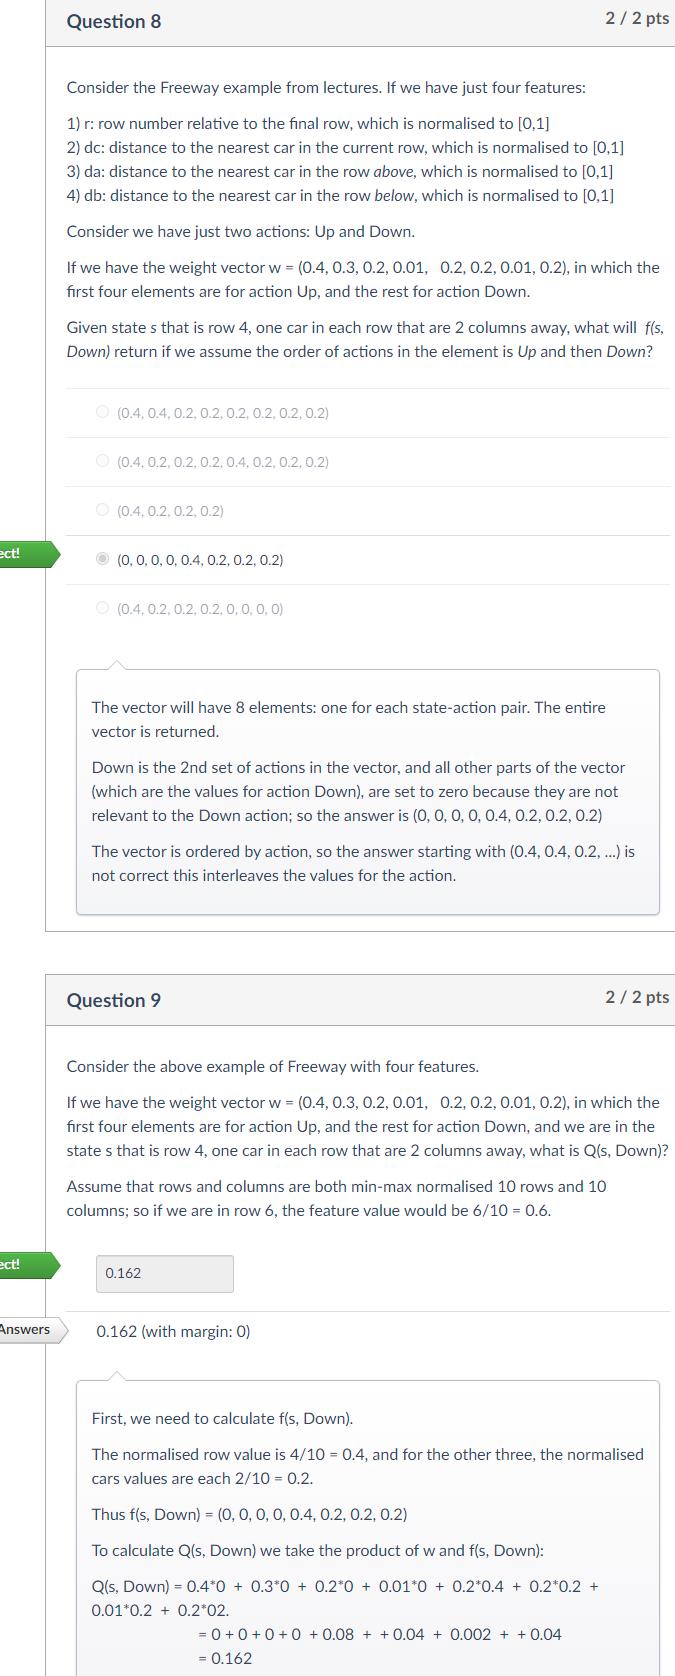 Question 8
2 / 2 pts
Consider the Freeway example from lectures. If we have just four features:
1) r: row number relative to the final row, which is normalised to [0,1]
2) dc: distance to the nearest car in the current row, which is normalised to [0,1]
3) da: distance to the nearest car in the row above, which is normalised to [0,1]
4) db: distance to the nearest car in the row below, which is normalised to [0,1]
Consider we have just two actions: Up and Down.
If we have the weight vector w = (0.4, 0.3, 0.2, 0.01,   0.2, 0.2, 0.01, 0.2), in which the
first four elements are for action Up, and the rest for action Down.
Given state s that is row 4, one car in each row that are 2 columns away, what will  f(s,
Down) return if we assume the order of actions in the element is Up and then Down?
(0.4, 0.4, 0.2, 0.2, 0.2, 0.2, 0.2, 0.2)
(0.4, 0.2, 0.2, 0.2, 0.4, 0.2, 0.2, 0.2)
(0.4, 0.2, 0.2, 0.2)
ect!
(0, 0, 0, 0, 0.4, 0.2, 0.2, 0.2)
(0.4, 0.2, 0.2, 0.2, 0, 0, 0, 0)
The vector will have 8 elements: one for each state-action pair. The entire
vector is returned.
Down is the 2nd set of actions in the vector, and all other parts of the vector
(which are the values for action Down), are set to zero because they are not
relevant to the Down action; so the answer is (0, 0, 0, 0, 0.4, 0.2, 0.2, 0.2)
The vector is ordered by action, so the answer starting with (0.4, 0.4, 0.2, ...) is
not correct this interleaves the values for the action.
Question 9
2 / 2 pts
Consider the above example of Freeway with four features.
If we have the weight vector w = (0.4, 0.3, 0.2, 0.01,   0.2, 0.2, 0.01, 0.2), in which the
first four elements are for action Up, and the rest for action Down, and we are in the
state s that is row 4, one car in each row that are 2 columns away, what is Q(s, Down)?
Assume that rows and columns are both min-max normalised 10 rows and 10
columns; so if we are in row 6, the feature value would be 6/10 = 0.6.
ect!
0.162
Answers
0.162 (with margin: 0)
First, we need to calculate f(s, Down).
The normalised row value is 4/10 = 0.4, and for the other three, the normalised
cars values are each 2/10 = 0.2.
Thus f(s, Down) = (0, 0, 0, 0, 0.4, 0.2, 0.2, 0.2)
To calculate Q(s, Down) we take the product of w and f(s, Down):
Q(s, Down) = 0.4*0  +  0.3*0  +  0.2*0  +  0.01*0  +  0.2*0.4  +  0.2*0.2  +
0.01*0.2  +  0.2*02.
= 0 + 0 + 0 + 0  + 0.08  +  + 0.04  +  0.002  +  + 0.04
= 0.162